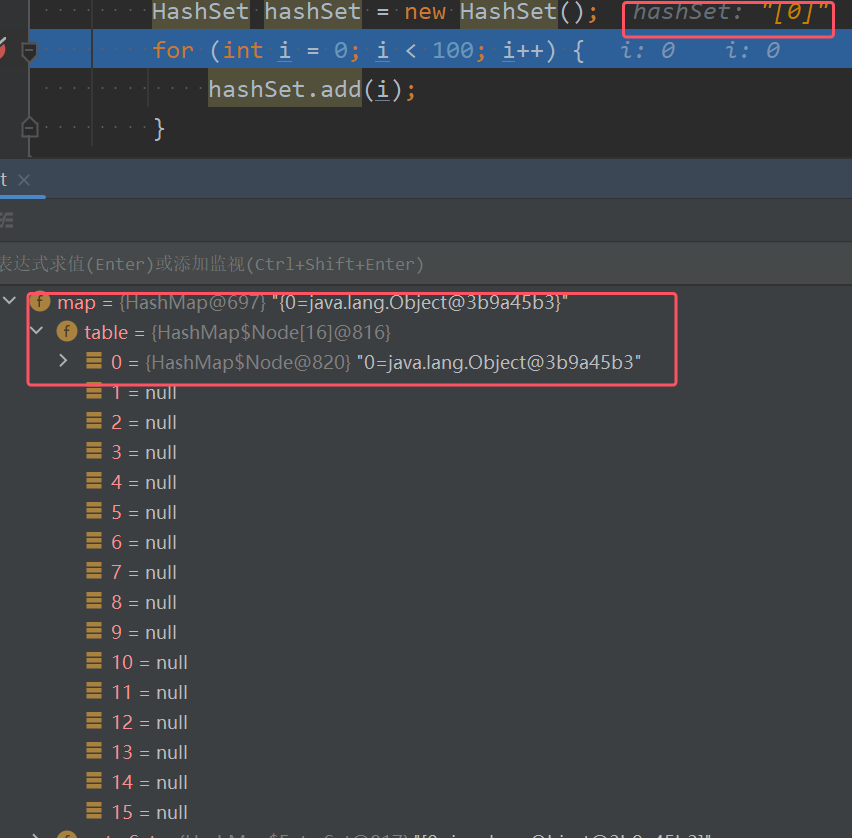 HashSet hashSet = new HashSet(); hashSet: "[0]"
for (int i = 0; i < 100; i++) { i: 0 i: 0
hashSet.add(i);
}
t
表达式求值(Enter)或添加监视(Ctrl+Shift+Enter)
map = {HashMap@697} "{0=java.lang.Object@3b9a45b3}"
table = {HashMap$Node[16]@816}
0 = {HashMap$Node@820} "0=java.lang.Object@3b9a45b3"
1 = null
2 = null
3 = null
4 = null
5 = null
6 = null
7 = null
8 = null
9 = null
10 = null
11 = null
12 = null
13 = null
14 = null
15 = null